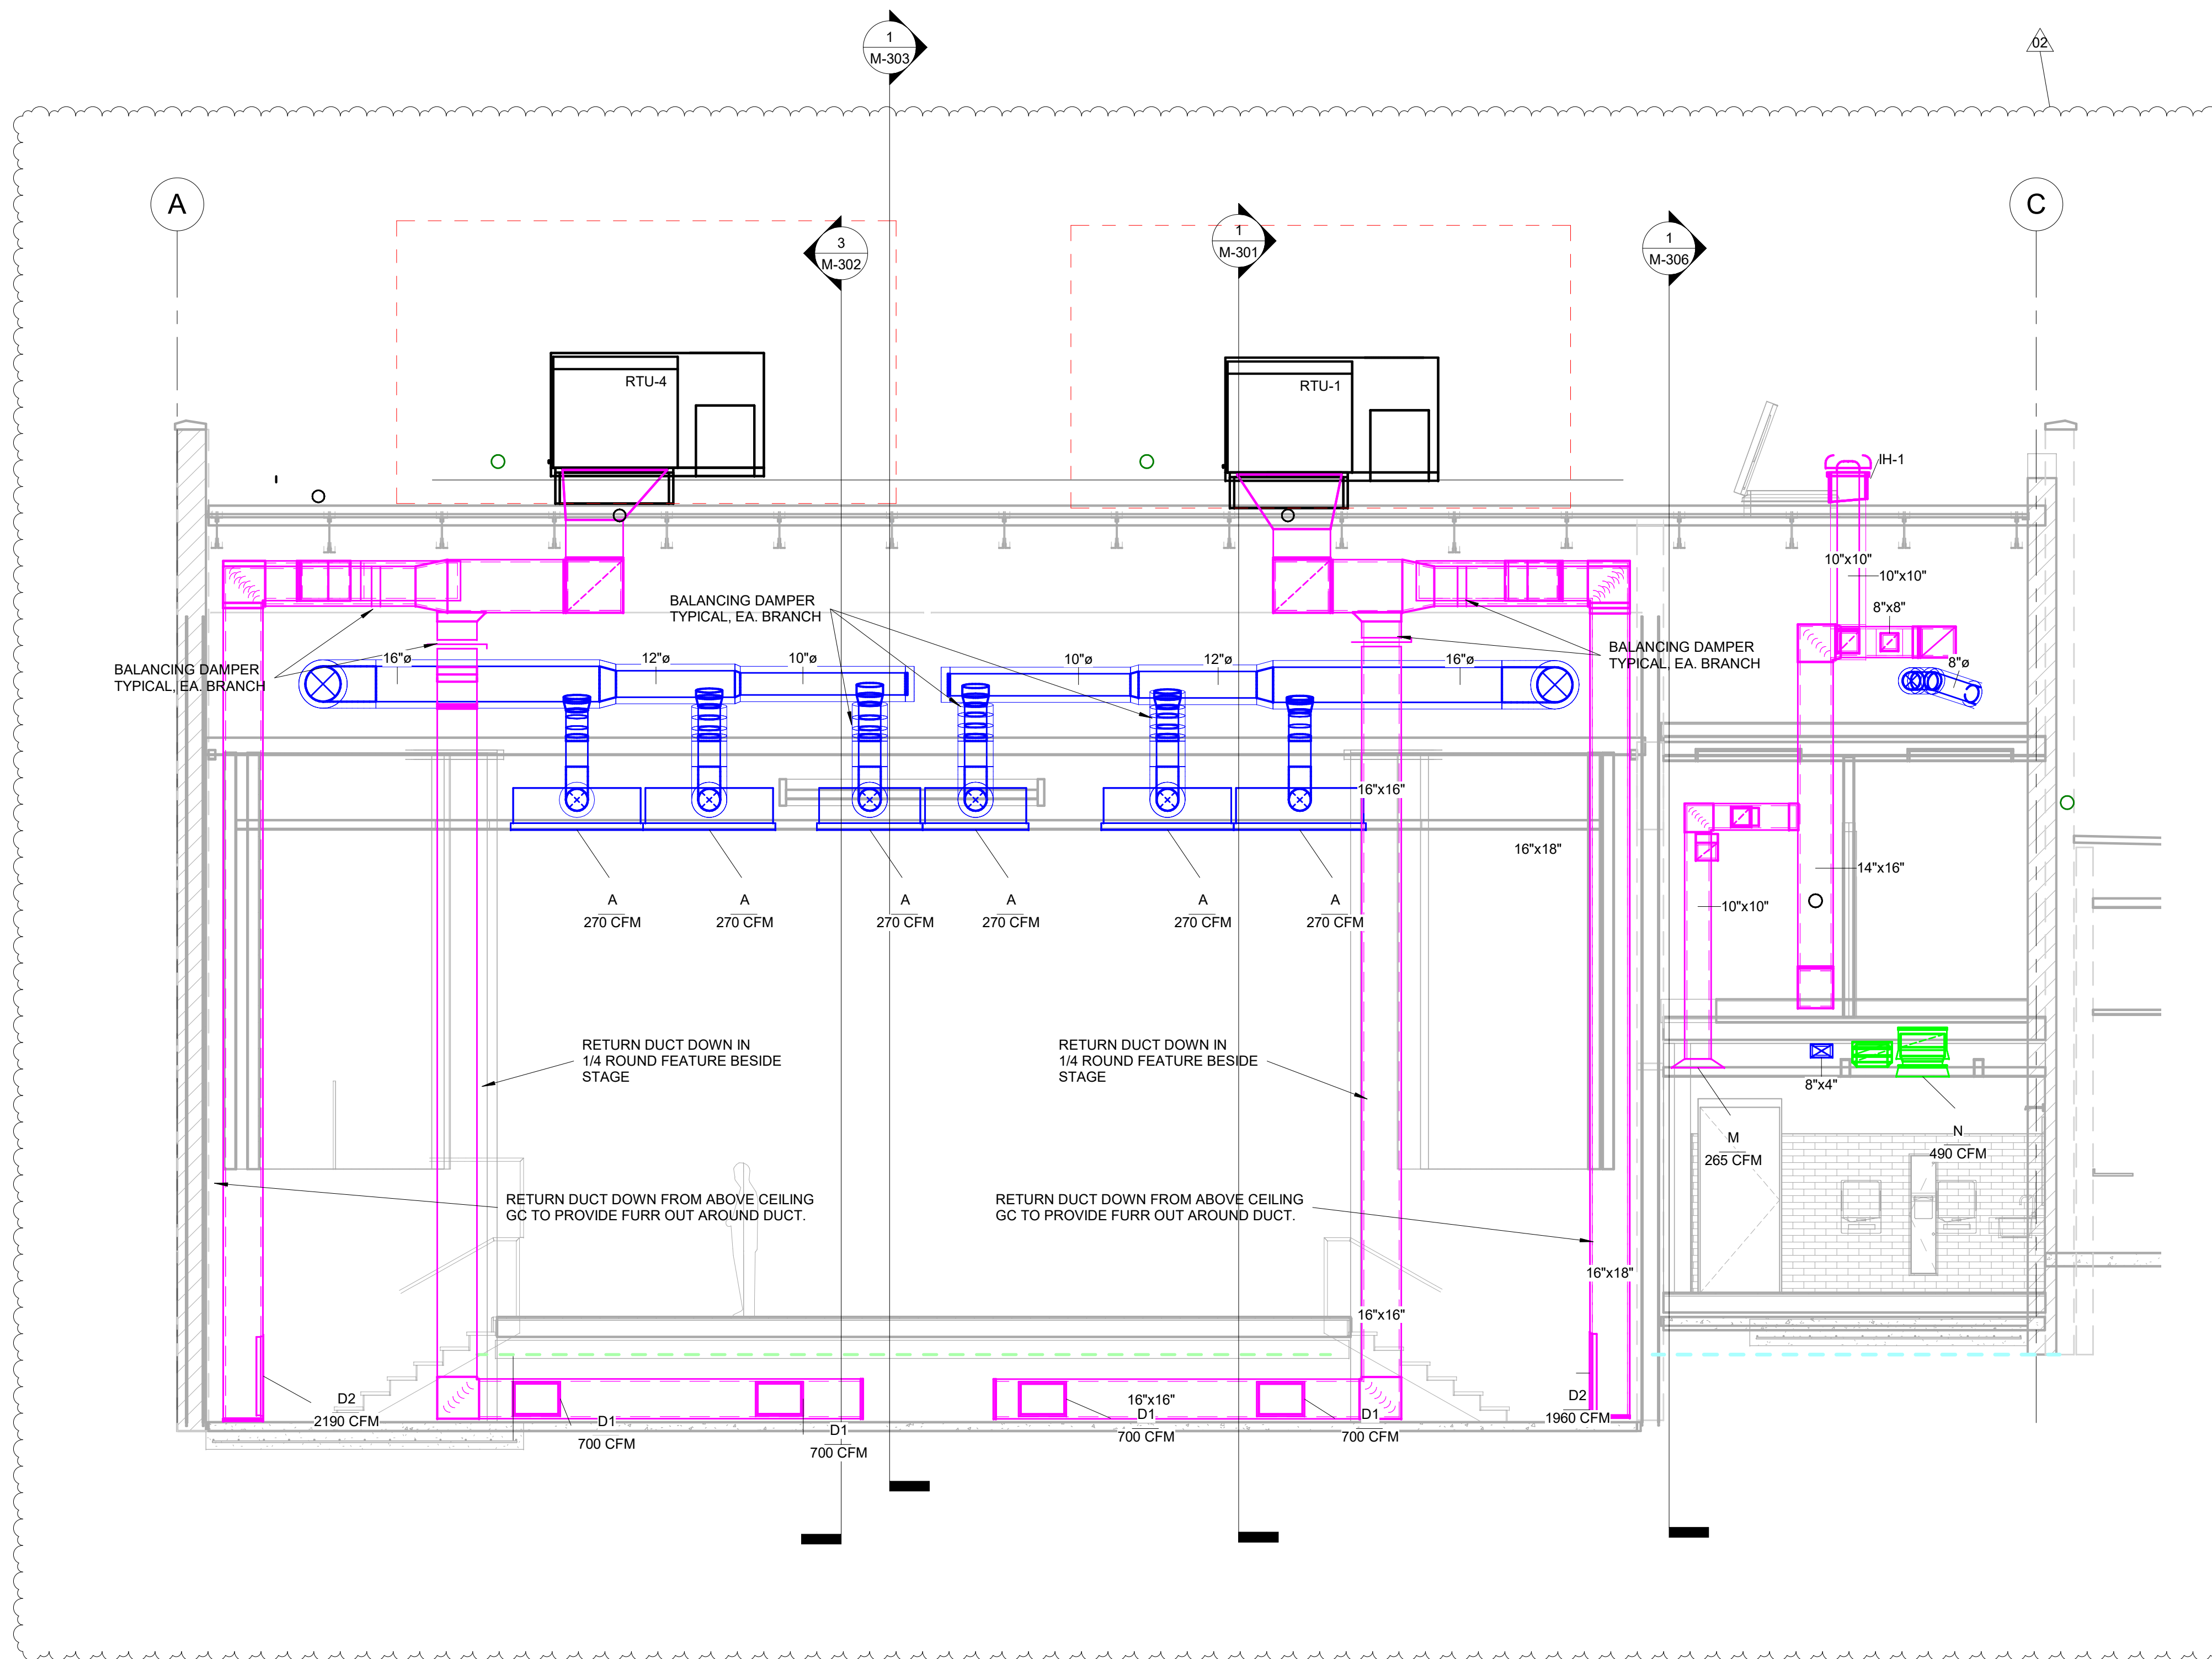 1
M-303
02
A
C
3
M-302
1
M-301
1
M-306
RTU-4
RTU-1
IH-1
10"x10"
10"x10"
8"x8"
8"ø
BALANCING DAMPER
TYPICAL, EA. BRANCH
BALANCING DAMPER
TYPICAL, EA. BRANCH
BALANCING DAMPER
TYPICAL, EA. BRANCH
16"ø
12"ø
10"ø
10"ø
12"ø
16"ø
16"x16"
16"x18"
14"x16"
10"x10"
A
270 CFM
A
270 CFM
A
270 CFM
A
270 CFM
A
270 CFM
A
270 CFM
RETURN DUCT DOWN IN
1/4 ROUND FEATURE BESIDE
STAGE
RETURN DUCT DOWN IN
1/4 ROUND FEATURE BESIDE
STAGE
8"x4"
M
265 CFM
N
490 CFM
RETURN DUCT DOWN FROM ABOVE CEILING
GC TO PROVIDE FURR OUT AROUND DUCT.
RETURN DUCT DOWN FROM ABOVE CEILING
GC TO PROVIDE FURR OUT AROUND DUCT.
16"x18"
16"x16"
D2
2190 CFM
D1
700 CFM
D1
700 CFM
16"x16"
D1
700 CFM
D1
700 CFM
D2
1960 CFM